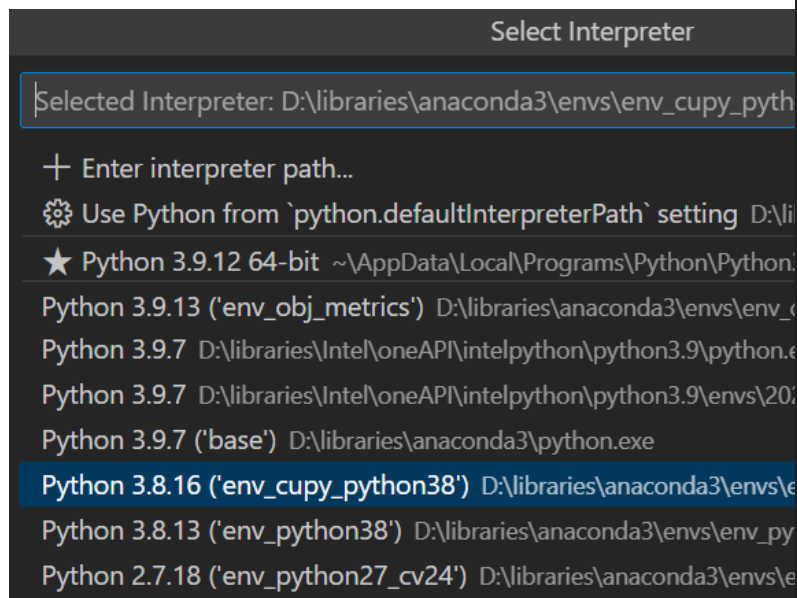 Select Interpreter
Selected Interpreter: D:\libraries\anaconda3\envs\env_cupy_pyth
Enter interpreter path...
Use Python from `python.defaultInterpreterPath` setting D:\li
Python 3.9.12 64-bit ~\AppData\Local\Programs\Python\Python3
Python 3.9.13 ('env_obj_metrics') D:\libraries\anaconda3\envs\env_o
Python 3.9.7 D:\libraries\Intel\oneAPI\intelpython\python3.9\python.e
Python 3.9.7 D:\libraries\Intel\oneAPI\intelpython\python3.9\envs\202
Python 3.9.7 ('base') D:\libraries\anaconda3\python.exe
Python 3.8.16 ('env_cupy_python38') D:\libraries\anaconda3\envs\e
Python 3.8.13 ('env_python38') D:\libraries\anaconda3\envs\env_py
Python 2.7.18 ('env_python27_cv24') D:\libraries\anaconda3\envs\e